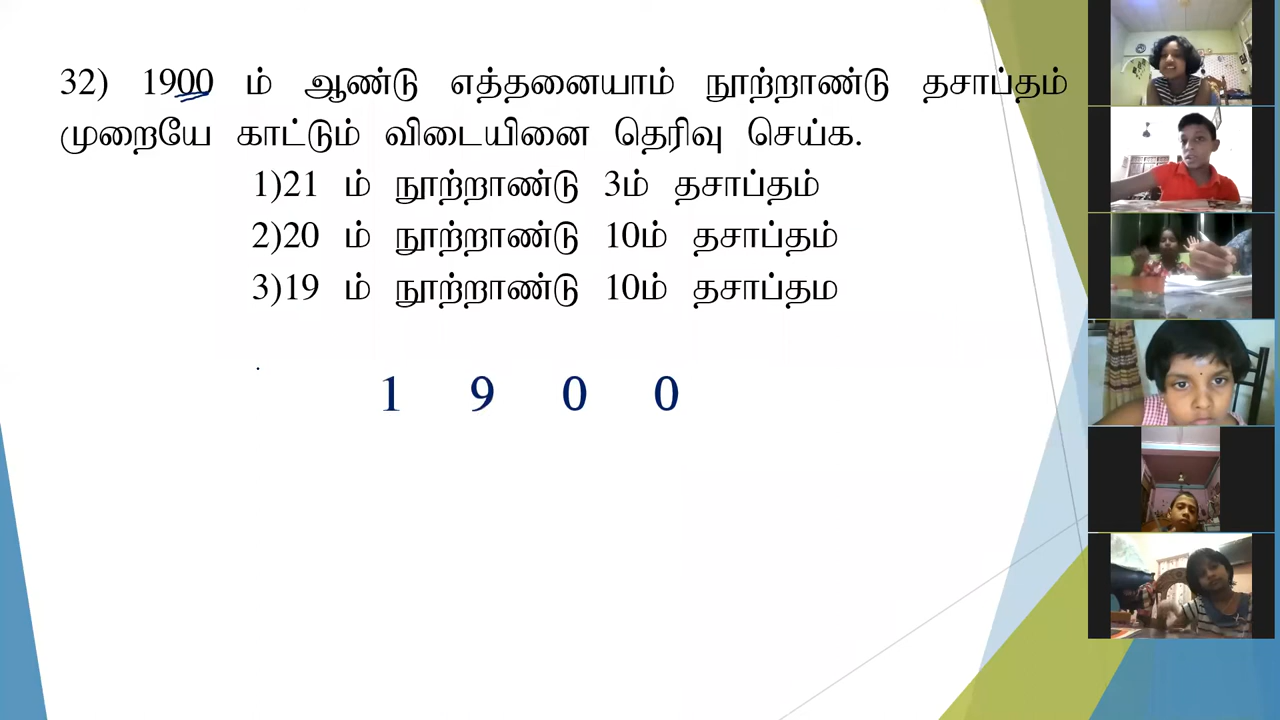 32) 1900 ம் ஆண்டு எத்தனையாம் நூற்றாண்டு தசாப்தம்
முறையே காட்டும் விடையினை தெரிவு செய்க.
1)21 ம் நூற்றாண்டு 3ம் தசாப்தம்
2)20 ம் நூற்றாண்டு 10ம் தசாப்தம்
3)19 ம் நூற்றாண்டு 10ம் தசாப்தம
1 9 0 0